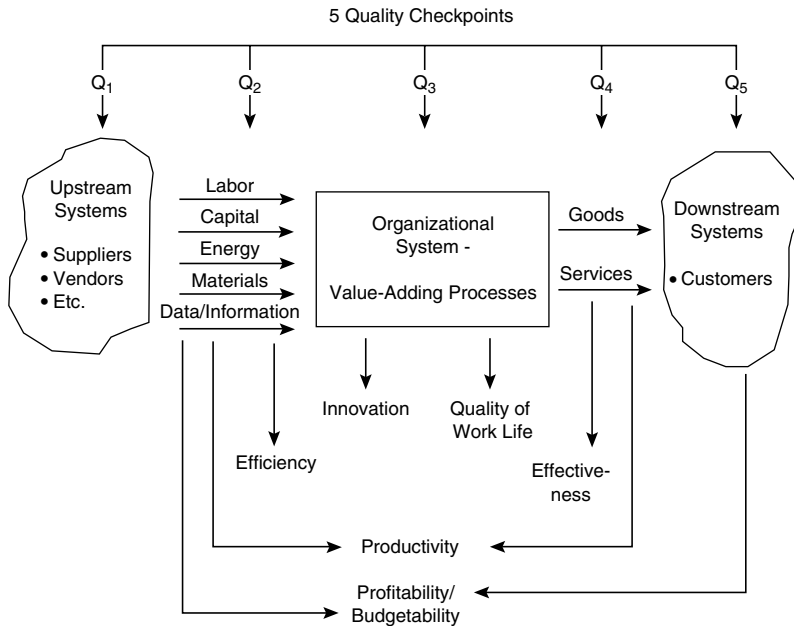 5 Quality Checkpoints
Q1
Q2
Q3
Q4
Q5
Upstream
Systems
• Suppliers
• Vendors
• Etc.
Labor
Capital
Energy
Materials
Data/Information
Organizational
System -
Value-Adding Processes
Goods
Services
Downstream
Systems
• Customers
Innovation
Quality of
Work Life
Efficiency
Effective-
ness
Productivity
Profitability/
Budgetability